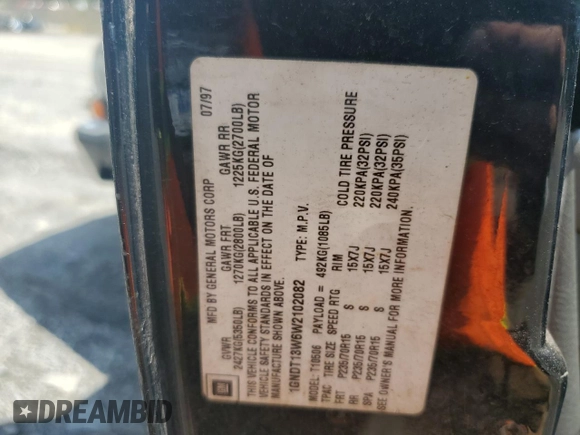 GM
MFD BY GENERAL MOTORS CORP 07/97
GVWR GAWR FRT GAWR RR
2427KG(5350LB) 1270KG(2800LB) 1225KG(2700LB)
THIS VEHICLE CONFORMS TO ALL APPLICABLE U.S. FEDERAL MOTOR
VEHICLE SAFETY STANDARDS IN EFFECT ON THE DATE OF
MANUFACTURE SHOWN ABOVE.
1GNDT13W6W2102082 TYPE: M.P.V.
MODEL: T10506 PAYLOAD = 492KG(1085LB)
TPAC TIRE SIZE SPEED RTG RIM COLD TIRE PRESSURE
FRT P235/70R15 S 15X7J 220KPA(32PSI)
RR P235/70R15 S 15X7J 220KPA(32PSI)
SPA P235/70R15 S 15X7J 240KPA(35PSI)
SEE OWNER'S MANUAL FOR MORE INFORMATION.
DREAMBID